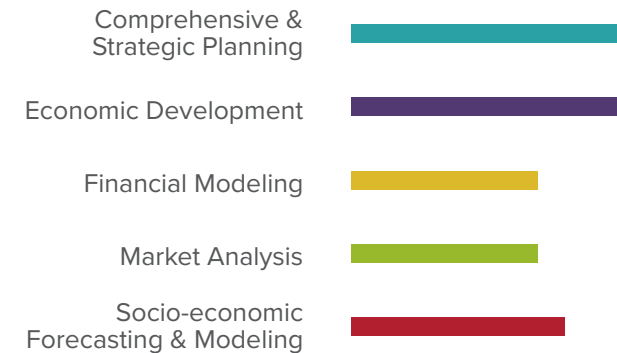 Comprehensive &
Strategic Planning
Economic Development
Financial Modeling
Market Analysis
Socio-economic
Forecasting & Modeling